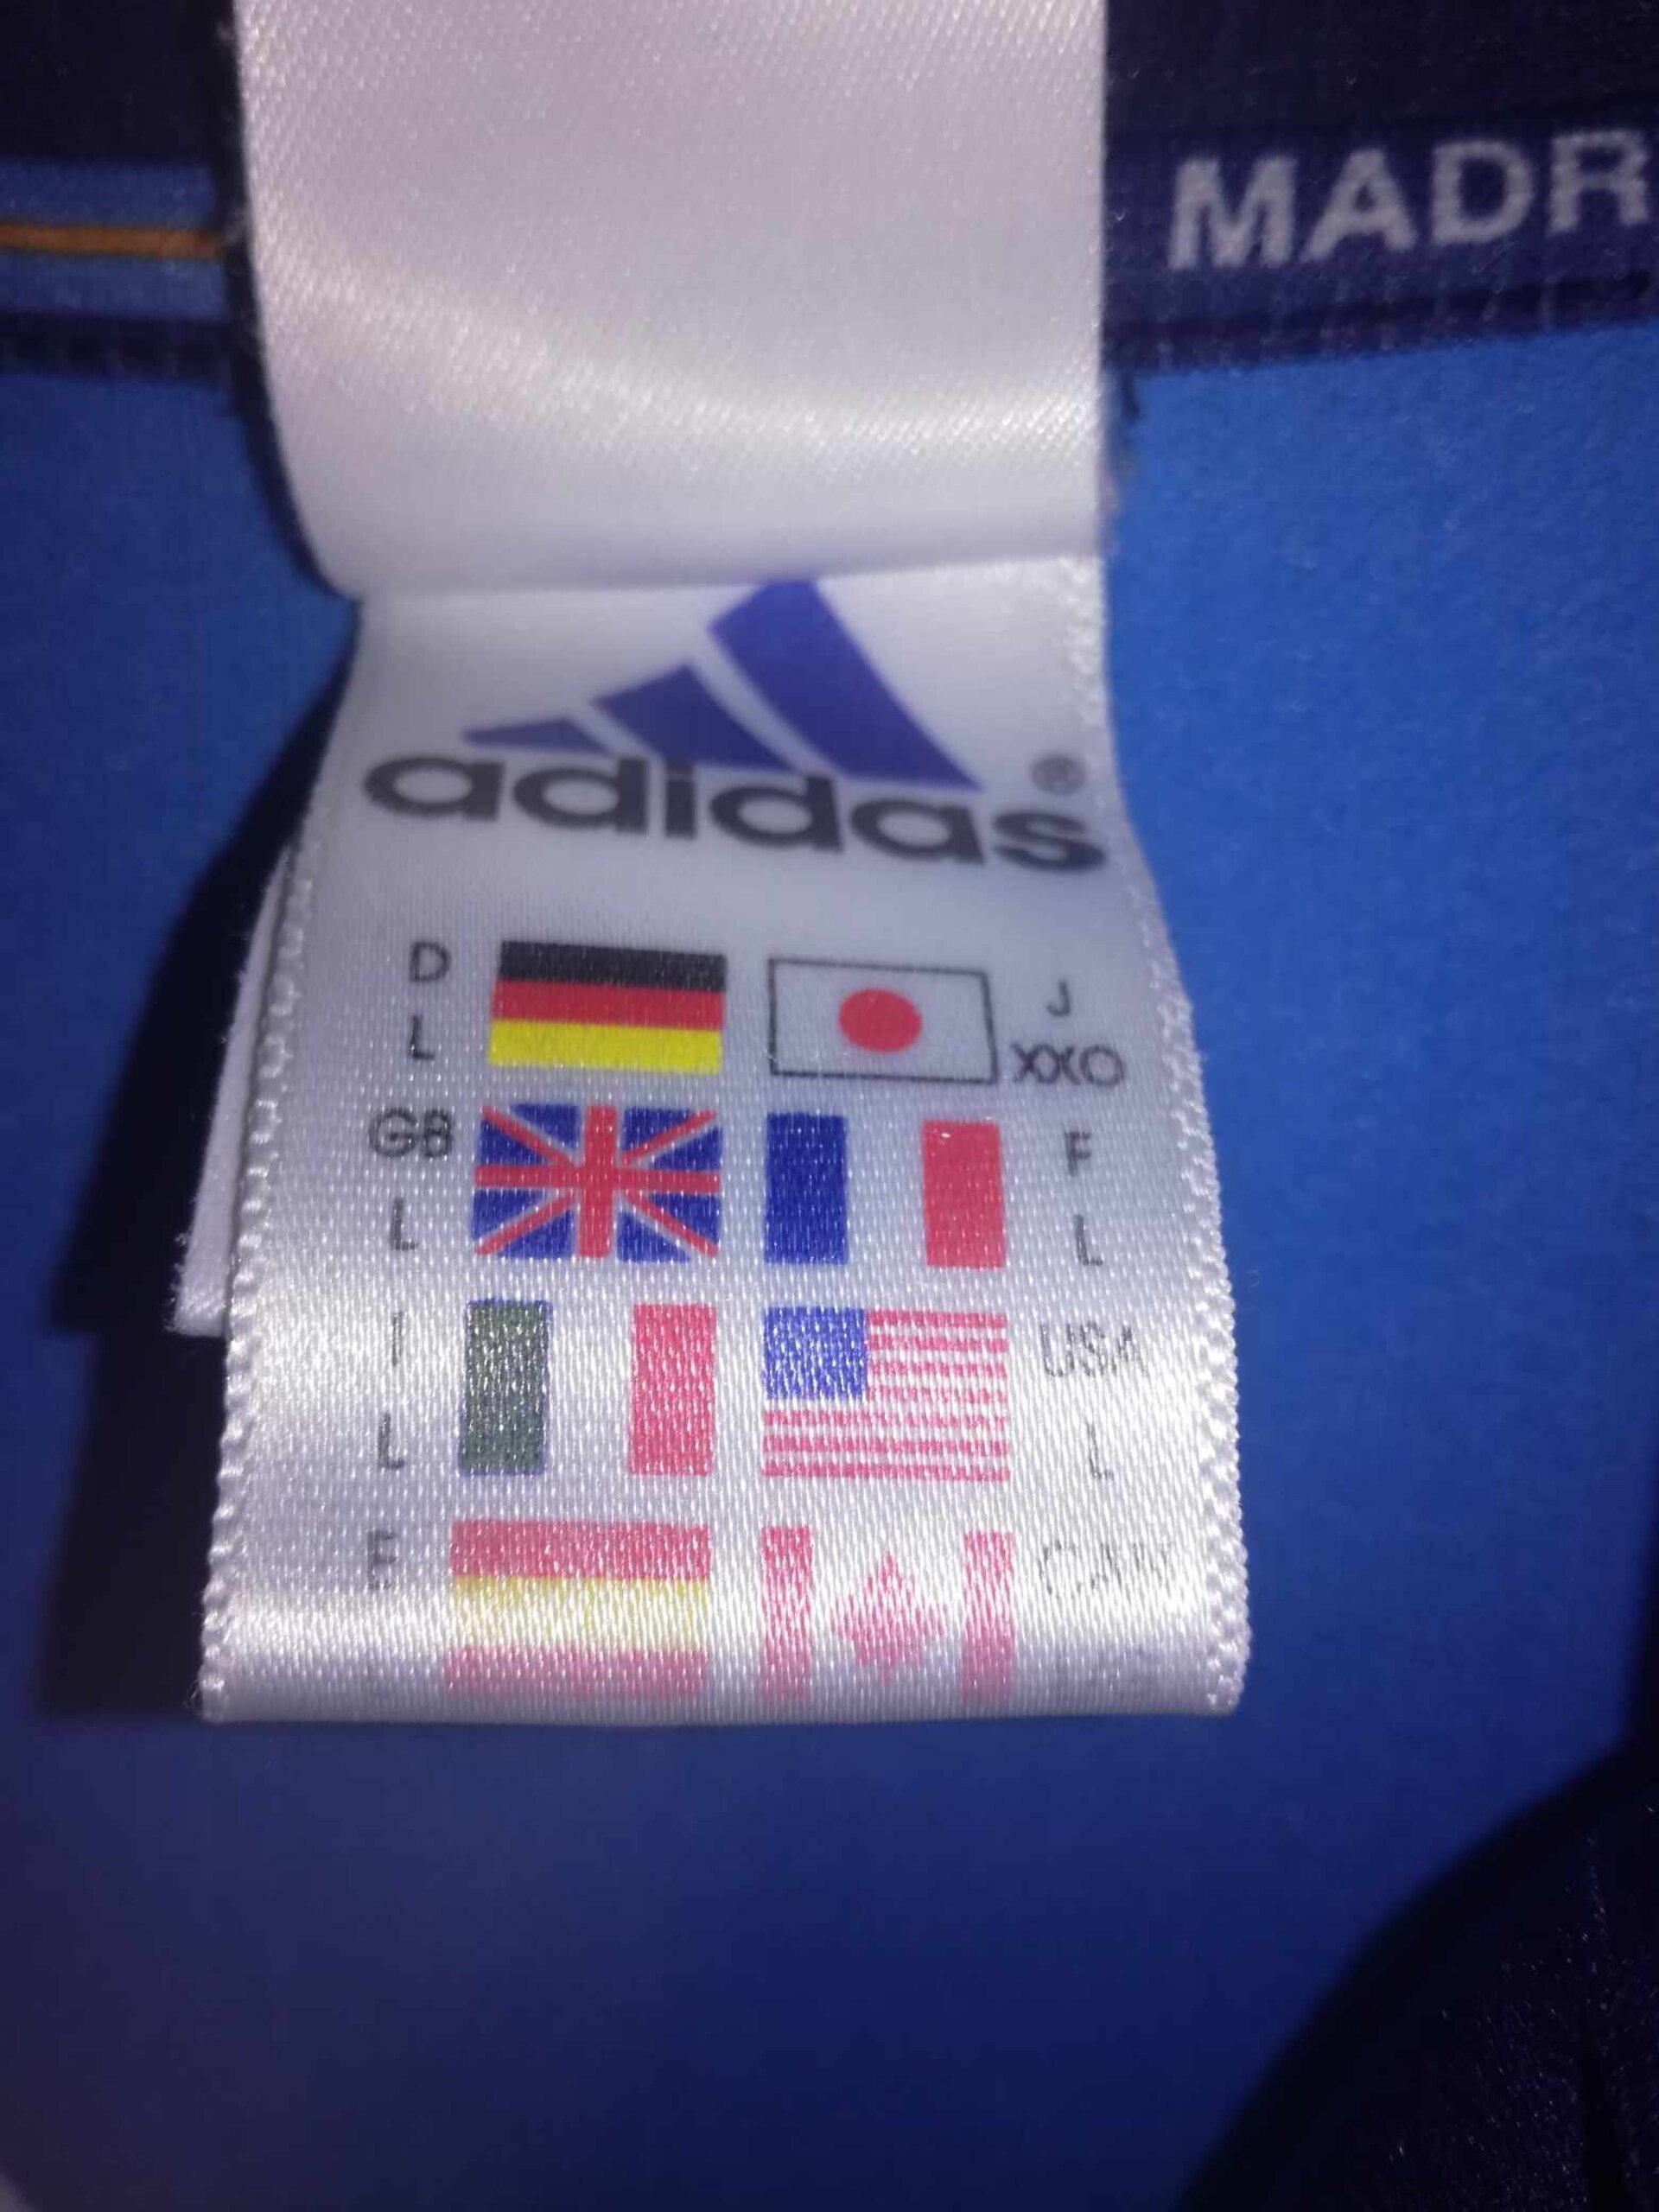 MADR
adidas®
D J
L XXO
GB F
L L
I USA
L L
E CAN